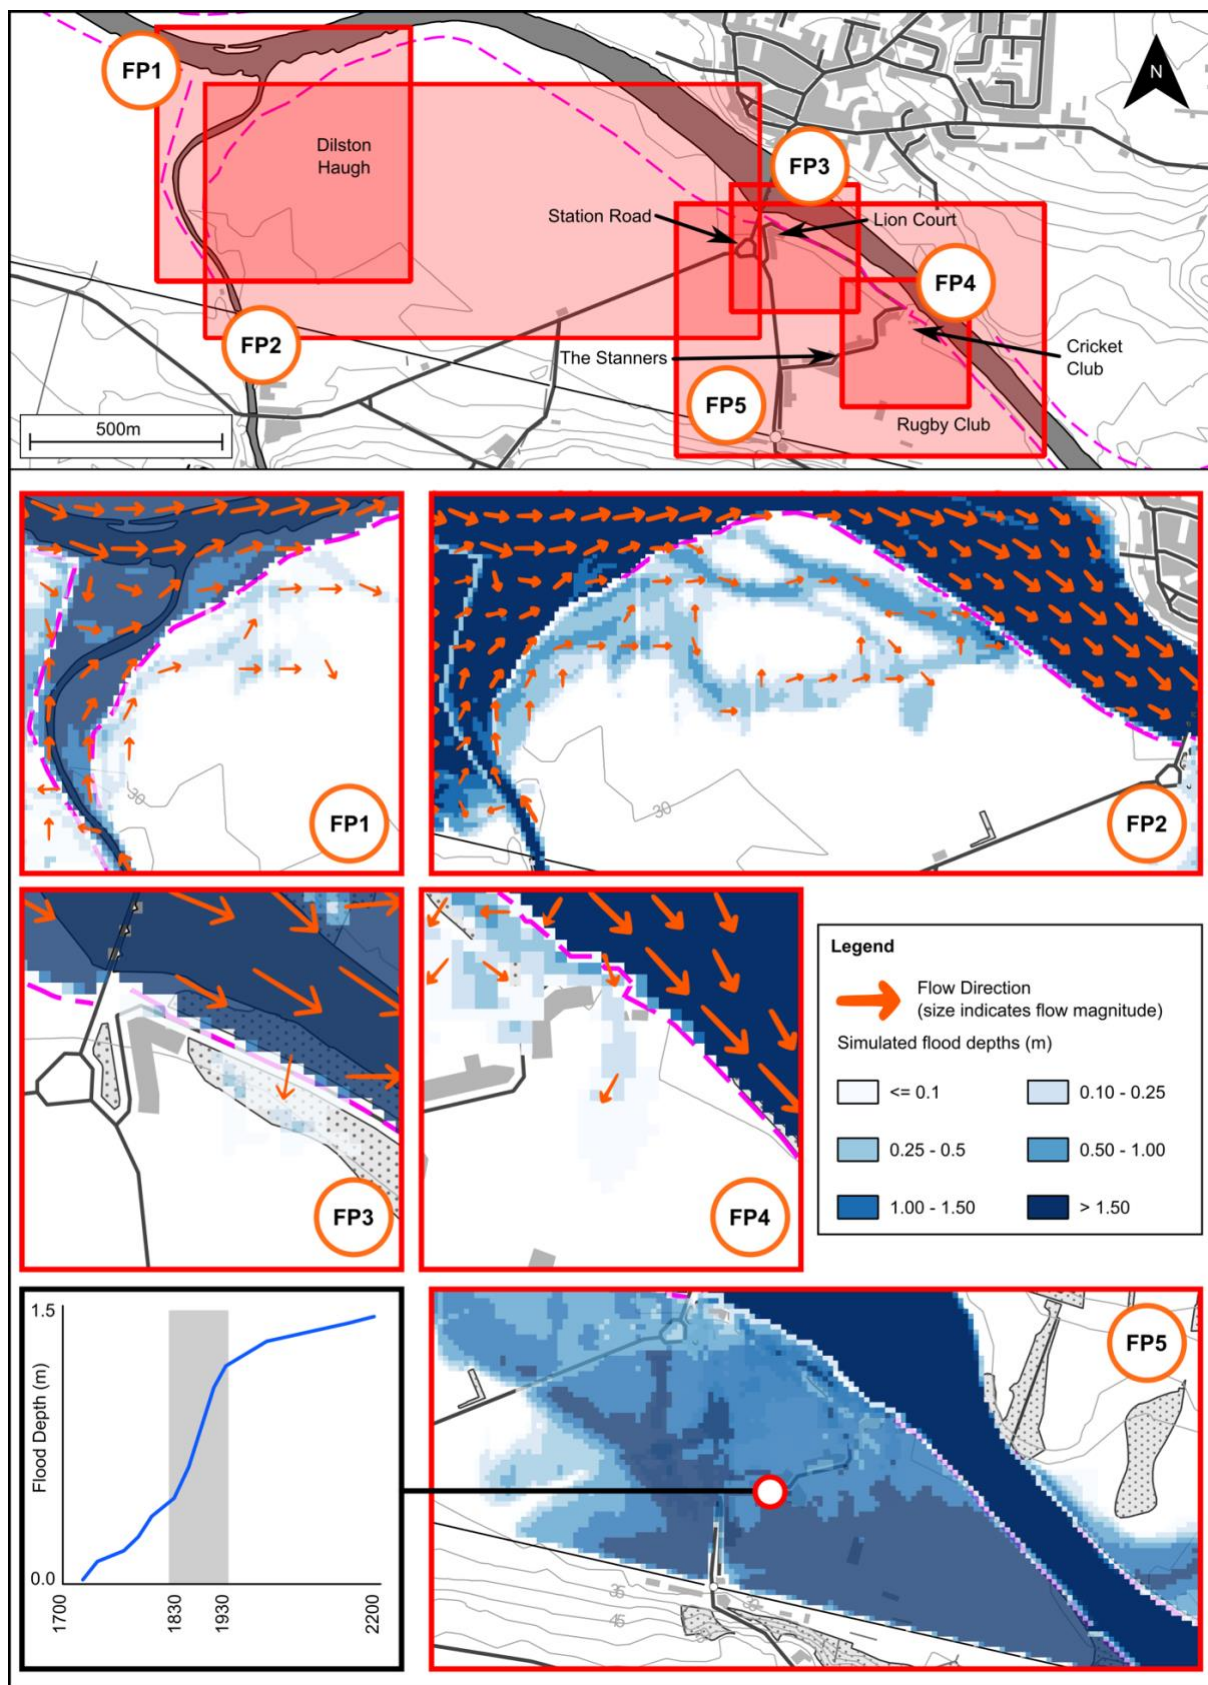 FP1
N
Dilston
Haugh
FP3
Station Road
Lion Court
FP4
FP2
The Stanners
Cricket
Club
FP5
500m
Rugby Club
30
FP1
30
FP2
FP3
FP4
Legend
Flow Direction
(size indicates flow magnitude)
Simulated flood depths (m)
<= 0.1
0.10 - 0.25
0.25 - 0.5
0.50 - 1.00
1.00 - 1.50
> 1.50
1.5
Flood Depth (m)
0.0
1700
1830
1930
2200
FP5
35
45